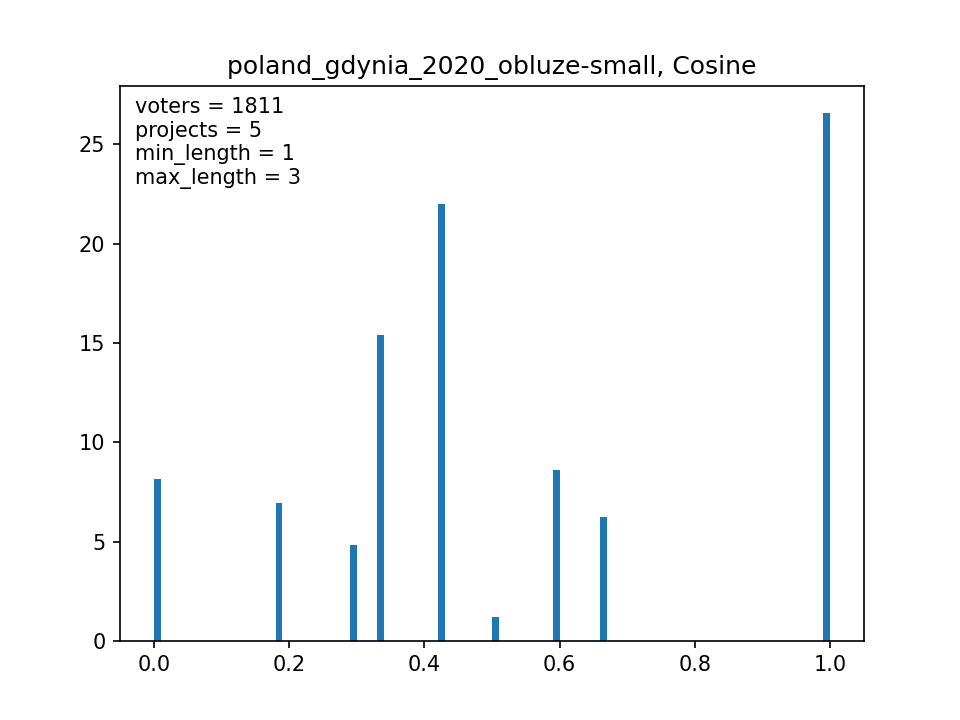 poland_gdynia_2020_obluze-small, Cosine
voters = 1811
projects = 5
min_length = 1
max_length = 3
25
20
15
10
5
0
0.0 0.2 0.4 0.6 0.8 1.0